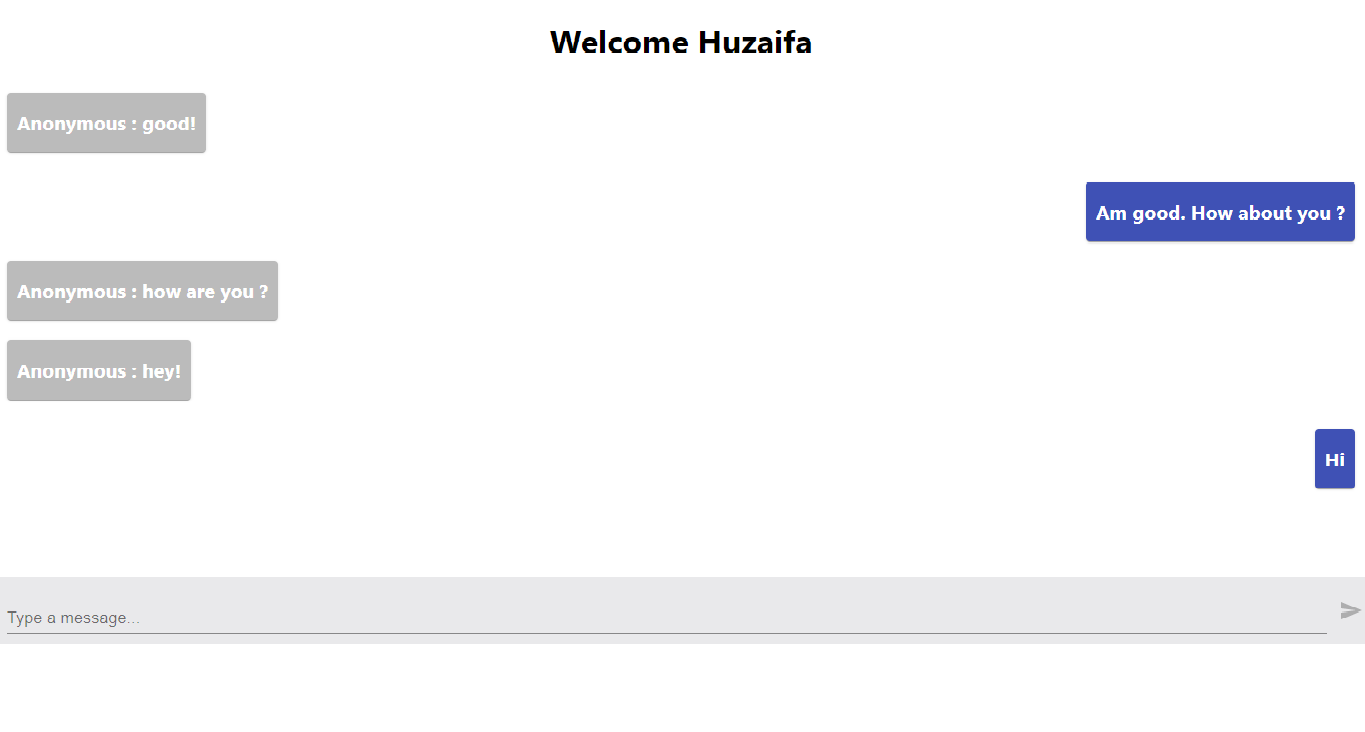 Welcome Huzaifa
Anonymous : good!
Am good. How about you ?
Anonymous : how are you ?
Anonymous : hey!
Hi
Type a message...